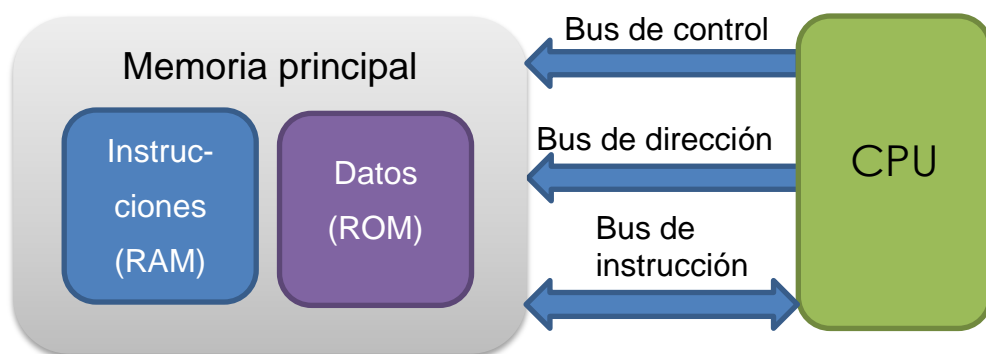 Memoria principal
Instruc-
ciones
(RAM)
Datos
(ROM)
Bus de control
Bus de dirección
Bus de
instrucción
CPU